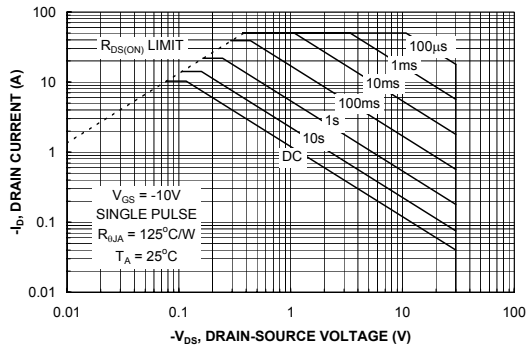 100
R_DS(ON) LIMIT
100μs
1ms
10ms
100ms
1s
10s
DC
V_GS = -10V
SINGLE PULSE
R_θJA = 125°C/W
T_A = 25°C
10
1
0.1
0.01
0.01
0.1
1
10
100
-I_D, DRAIN CURRENT (A)
-V_DS, DRAIN-SOURCE VOLTAGE (V)